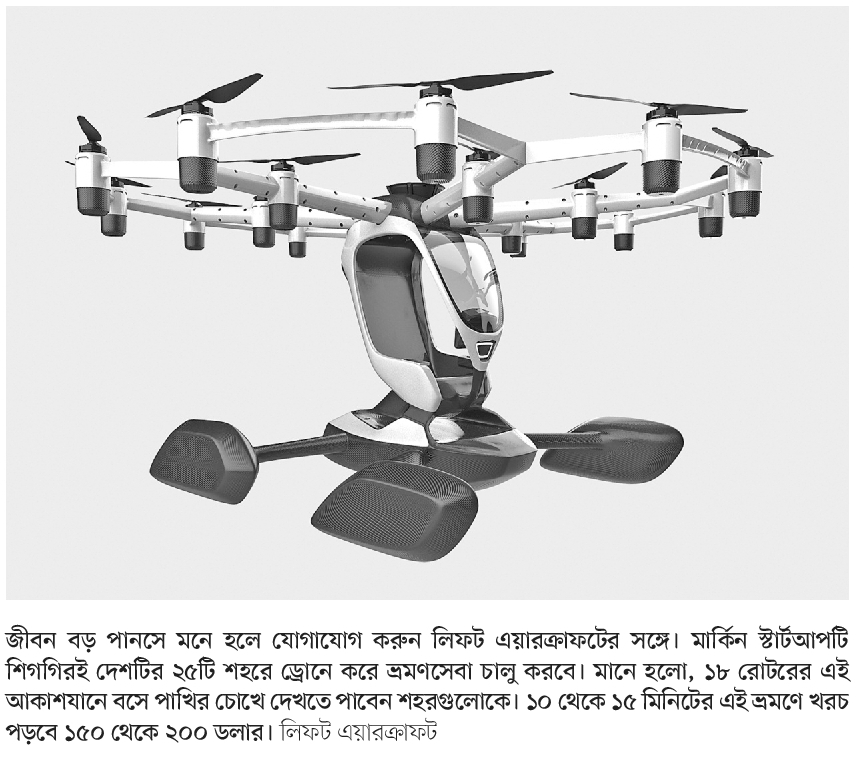 জীবন বড় পানসে মনে হলে যোগাযোগ করুন লিফট এয়ারক্রাফটের সঙ্গে। মার্কিন স্টার্টআপটি
শিগগিরই দেশটির ২৫টি শহরে ড্রোনে করে ভ্রমণসেবা চালু করবে। মানে হলো, ১৮ রোটরের এই
আকাশযানে বসে পাখির চোখে দেখতে পাবেন শহরগুলোকে। ১০ থেকে ১৫ মিনিটের এই ভ্রমণে খরচ
পড়বে ১৫০ থেকে ২০০ ডলার। লিফট এয়ারক্রাফট